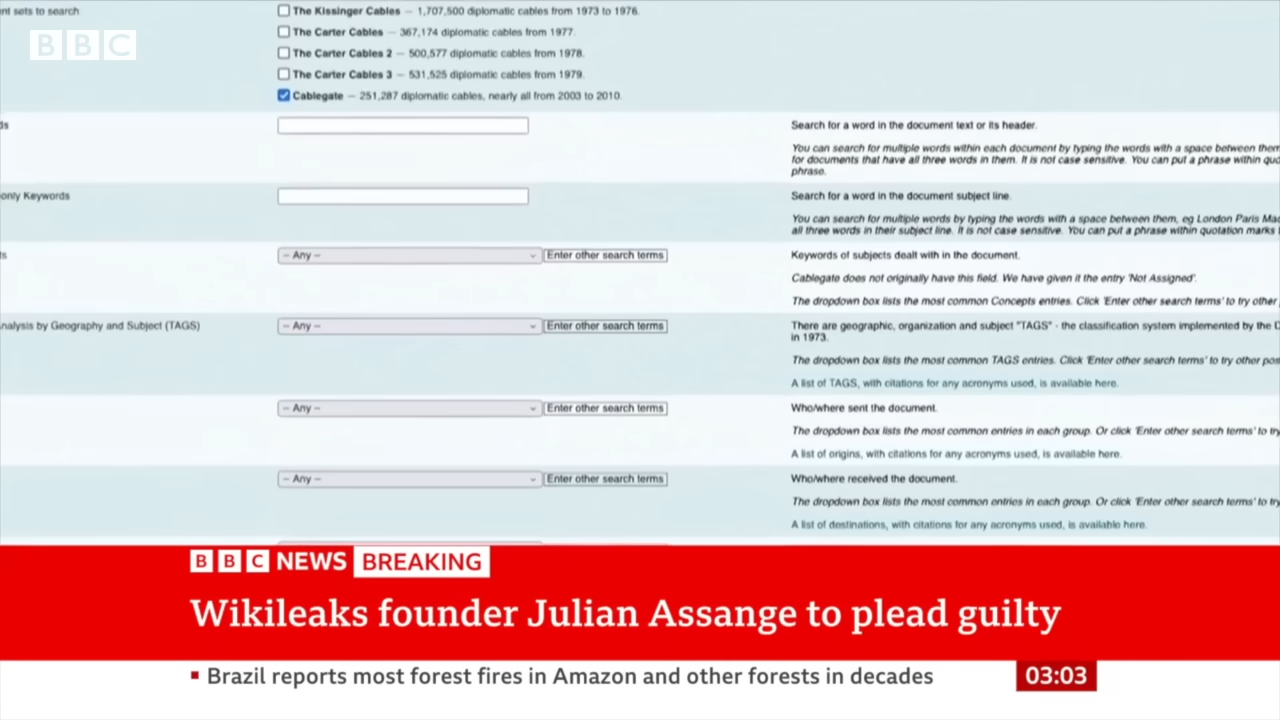 nt sets to search
The Kissinger Cables – 1,707,500 diplomatic cables from 1973 to 1976.
BBC
The Carter Cables – 367,174 diplomatic cables from 1977.
The Carter Cables 2 – 500,577 diplomatic cables from 1978.
The Carter Cables 3 – 531,525 diplomatic cables from 1979.
Cablegate – 251,287 diplomatic cables, nearly all from 2003 to 2010.
ds
Search for a word in the document text or its header.
You can search for multiple words within each document by typing the words with a space between them
for documents that have all three words in them. It is not case sensitive. You can put a phrase within quo
phrase.
only Keywords
Search for a word in the document subject line.
You can search for multiple words by typing the words with a space between them, eg London Paris Mad
all three words in their subject line. It is not case sensitive. You can put a phrase within quotation marks
ts
-- Any --
Enter other search terms
Keywords of subjects dealt with in the document.
Cablegate does not originally have this field. We have given it the entry 'Not Assigned'.
The dropdown box lists the most common Concepts entries. Click 'Enter other search terms' to try other
nalysis by Geography and Subject (TAGS)
-- Any --
Enter other search terms
There are geographic, organization and subject "TAGS" - the classification system implemented by the D
in 1973.
The dropdown box lists the most common TAGS entries. Click 'Enter other search terms' to try other pos
A list of TAGS, with citations for any acronyms used, is available here.
-- Any --
Enter other search terms
Who/where sent the document.
The dropdown box lists the most common entries in each group. Or click 'Enter other search terms' to try
A list of origins, with citations for any acronyms used, is available here.
-- Any --
Enter other search terms
Who/where received the document.
The dropdown box lists the most common entries in each group. Or click 'Enter other search terms' to try
A list of destinations, with citations for any acronyms used, is available here.
BBC NEWS BREAKING
Wikileaks founder Julian Assange to plead guilty
Brazil reports most forest fires in Amazon and other forests in decades
03:03